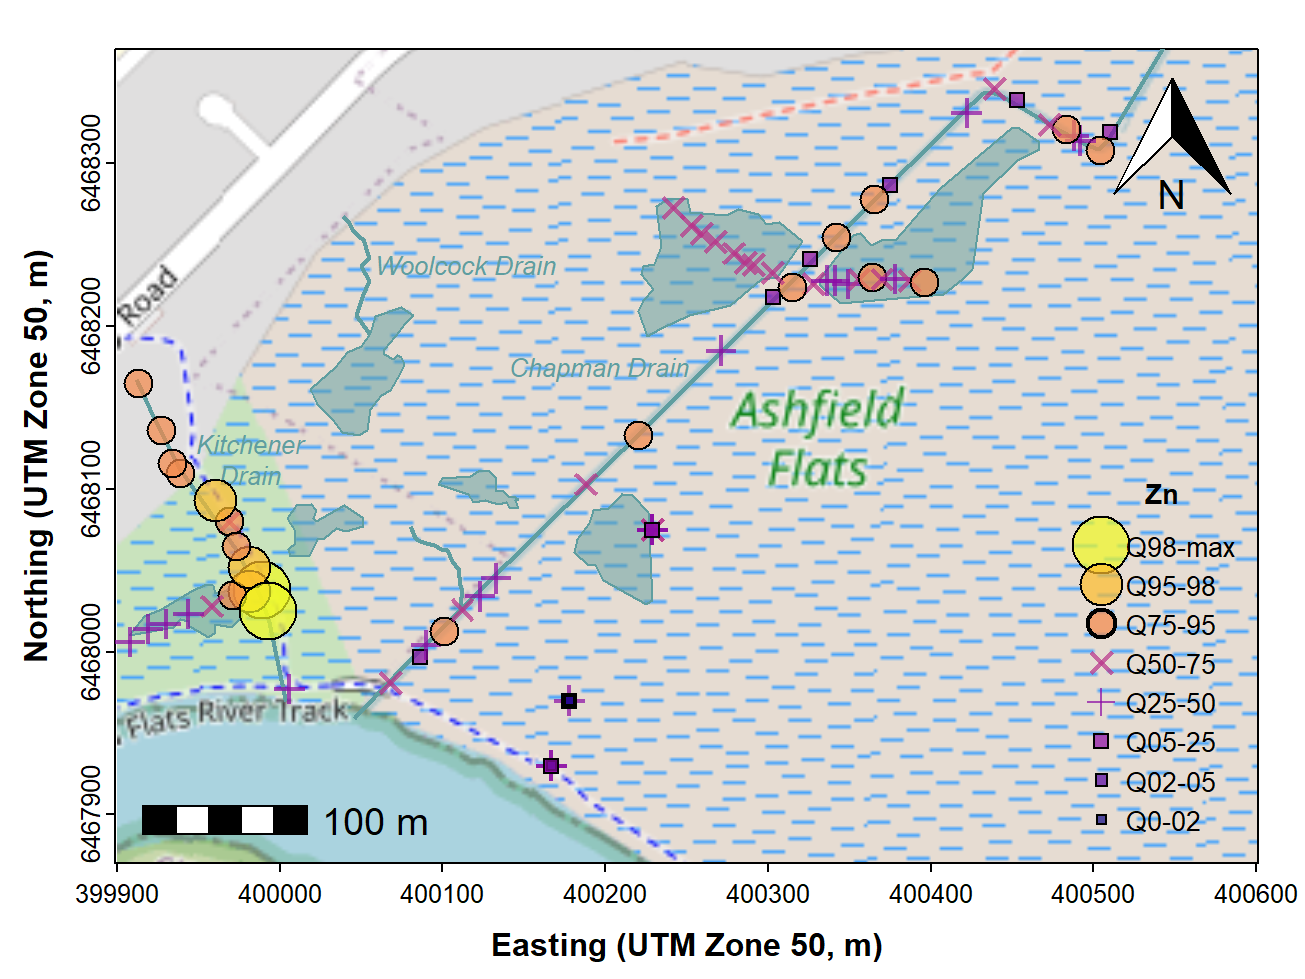 Northing (UTM Zone 50, m)
6468300
6468200
6468100
6468000
6467900
Road
Woolcock Drain
Chapman Drain
Kitchener
Drain
Ashfield
Flats
N
Zn
Q98-max
Q95-98
Q75-95
Q50-75
Q25-50
Q05-25
Q02-05
Q0-02
Flats River Track
100 m
399900 400000 400100 400200 400300 400400 400500 400600
Easting (UTM Zone 50, m)